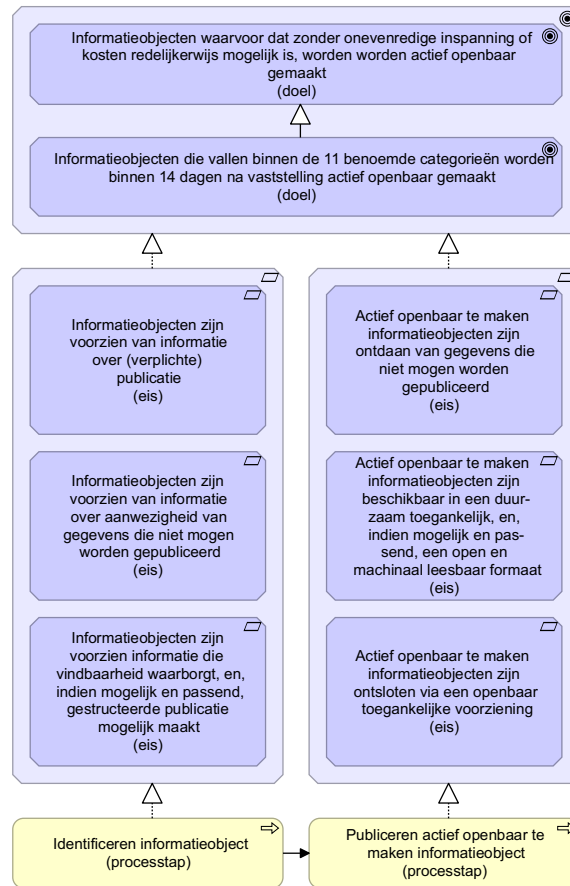 Informatieobjecten waarvoor dat zonder onevenredige inspanning of
kosten redelijkerwijs mogelijk is, worden worden actief openbaar
gemaakt
(doel)
Informatieobjecten die vallen binnen de 11 benoemde categorieën worden
binnen 14 dagen na vaststelling actief openbaar gemaakt
(doel)
Informatieobjecten zijn
voorzien van informatie
over (verplichte)
publicatie
(eis)
Informatieobjecten zijn
voorzien van informatie
over aanwezigheid van
gegevens die niet mogen
worden gepubliceerd
(eis)
Informatieobjecten zijn
voorzien informatie die
vindbaarheid waarborgt, en,
indien mogelijk en passend,
gestructeerde publicatie
mogelijk maakt
(eis)
Actief openbaar te maken
informatieobjecten zijn
ontdaan van gegevens die
niet mogen worden
gepubliceerd
(eis)
Actief openbaar te maken
informatieobjecten zijn
beschikbaar in een duur-
zaam toegankelijk, en,
indien mogelijk en pas-
send, een open en
machinaal leesbaar formaat
(eis)
Actief openbaar te maken
informatieobjecten zijn
ontsloten via een openbaar
toegankelijke voorziening
(eis)
Identificeren informatieobject
(processtap)
Publiceren actief openbaar te
maken informatieobject
(processtap)